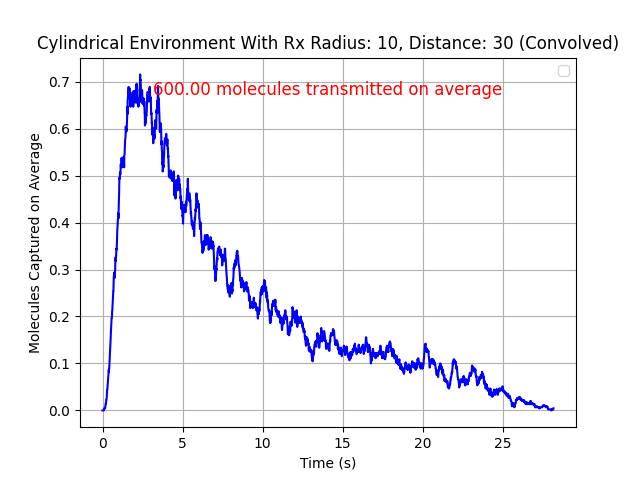 Cylindrical Environment With Rx Radius: 10, Distance: 30 (Convolved)
600.00 molecules transmitted on average
Molecules Captured on Average
0.7
0.6
0.5
0.4
0.3
0.2
0.1
0.0
0 5 10 15 20 25
Time (s)